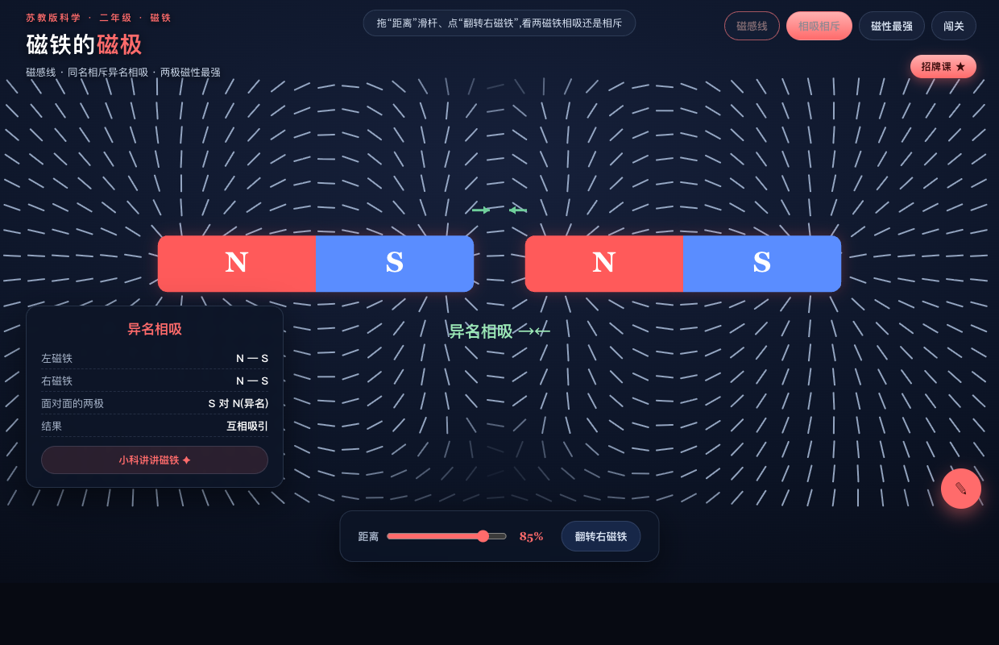 苏教版科学 · 二年级 · 磁铁
磁铁的磁极
磁感线 · 同名相斥异名相吸 · 两极磁性最强
拖“距离”滑杆、点“翻转右磁铁”,看两磁铁相吸还是相斥
磁感线
相吸相斥
磁性最强
闯关
招牌课 ★
N
S
N
S
异名相吸 →←
异名相吸
左磁铁 N — S
右磁铁 N — S
面对面的两极 S 对 N(异名)
结果 互相吸引
小科讲讲磁铁 ✦
距离 85% 翻转右磁铁